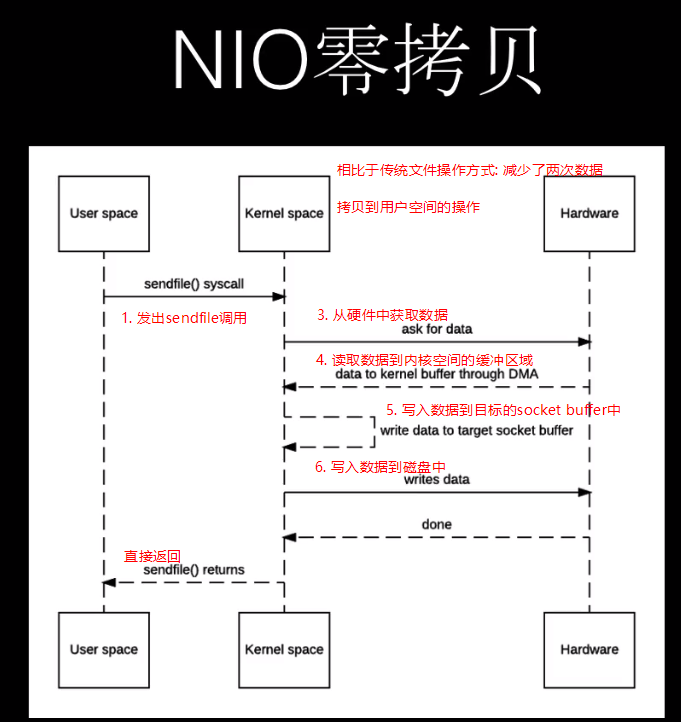 NIO零拷贝
相比于传统文件操作方式: 减少了两次数据
拷贝到用户空间的操作
User space
Kernel space
Hardware
sendfile() syscall
1. 发出sendfile调用
3. 从硬件中获取数据
ask for data
4. 读取数据到内核空间的缓冲区域
data to kernel buffer through DMA
5. 写入数据到目标的socket buffer中
write data to target socket buffer
6. 写入数据到磁盘中
writes data
done
直接返回
sendfile() returns
User space
Kernel space
Hardware